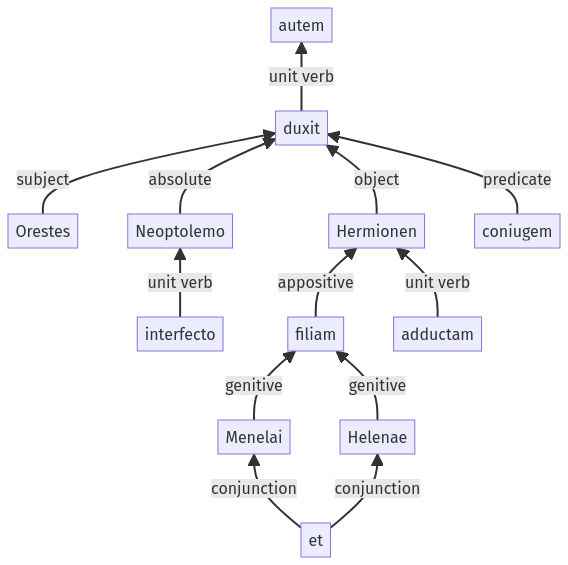 autem
unit verb
duxit
subject absolute object predicate
Orestes Neoptolemo Hermionen coniugem
unit verb appositive unit verb
interfecto filiam adductam
genitive genitive
Menelai Helenae
conjunction conjunction
et